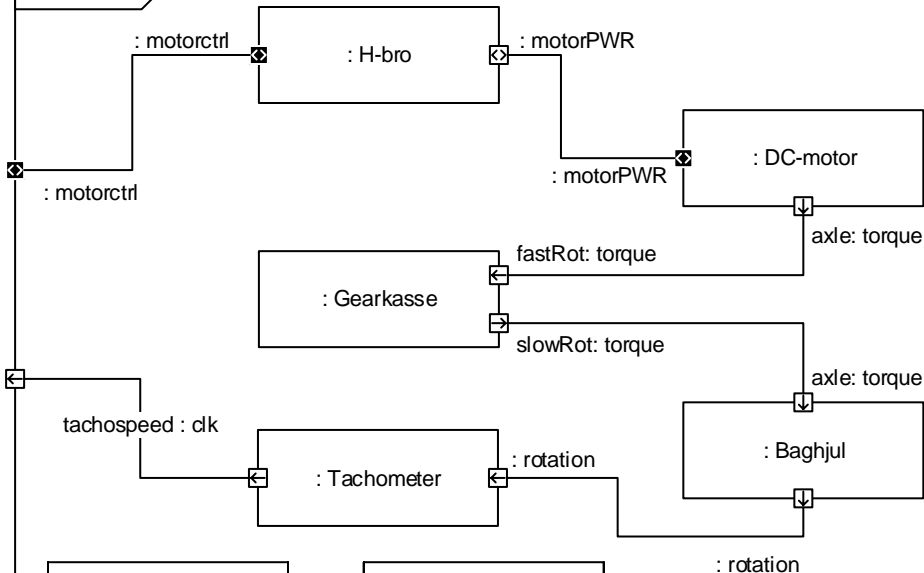 : motorctrl
: H-bro
: motorPWR
: DC-motor
: motorPWR
: motorctrl
axle: torque
fastRot: torque
: Gearkasse
slowRot: torque
axle: torque
tachospeed : clk
: Baghjul
: rotation
: Tachometer
: rotation